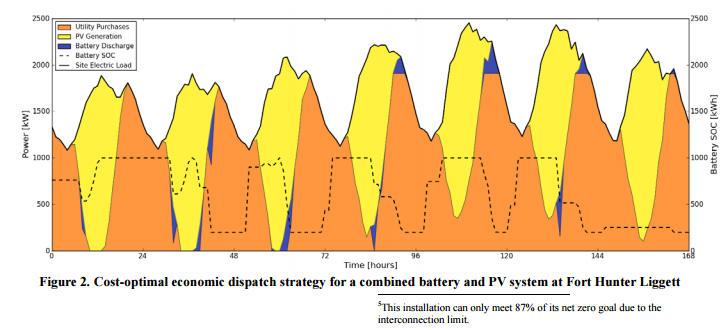 2500
2000
1500
1000
500
0
Power [kW]
Utility Purchases
PV Generation
Battery Discharge
Battery SOC
Site Electric Load
2500
2000
1500
1000
500
0
Battery SOC [kWh]
0 24 48 72 96 120 144 168
Time [hours]
Figure 2. Cost-optimal economic dispatch strategy for a combined battery and PV system at Fort Hunter Liggett
5This installation can only meet 87% of its net zero goal due to the
interconnection limit.